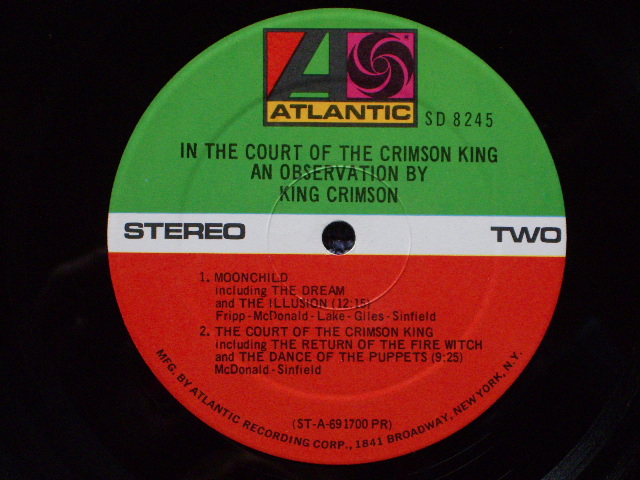 ATLANTIC
SD 8245
IN THE COURT OF THE CRIMSON KING
AN OBSERVATION BY
KING CRIMSON
STEREO
TWO
1. MOONCHILD
including THE DREAM
and THE ILLUSION (12:15)
Fripp-McDonald-Lake-Giles-Sinfield
2. THE COURT OF THE CRIMSON KING
including THE RETURN OF THE FIRE WITCH
and THE DANCE OF THE PUPPETS (9:25)
McDonald-Sinfield
(ST-A-691700 PR)
MFG. BY ATLANTIC RECORDING CORP., 1841 BROADWAY, NEW YORK, N.Y.